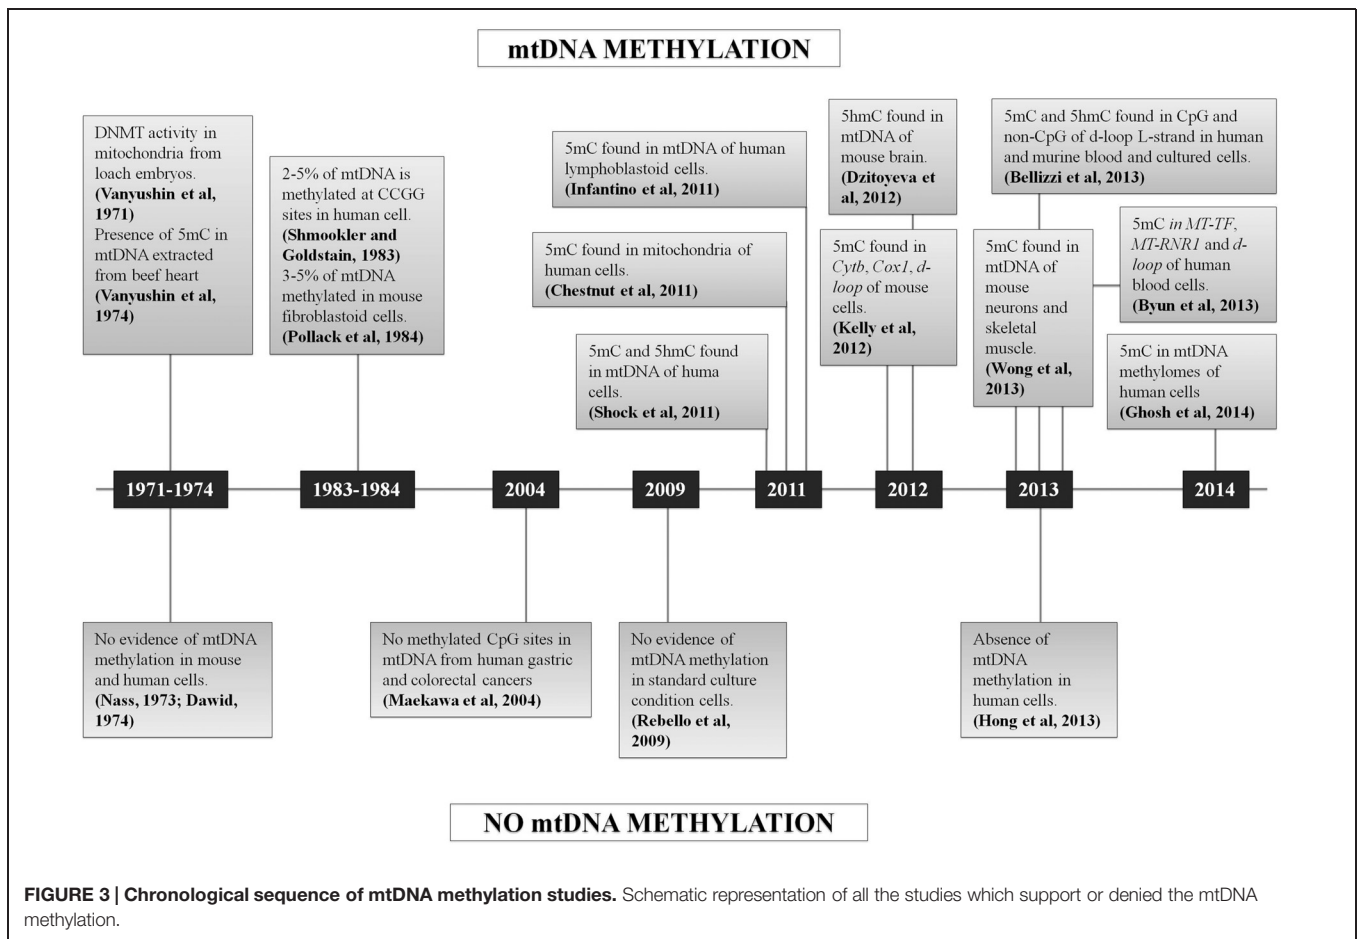 mtDNA METHYLATION
DNMT activity in
mitochondria from
loach embryos.
(Vanyushin et al,
1971)
Presence of 5mC in
mtDNA extracted
from beef heart
(Vanyushin et al,
1974)
2-5% of mtDNA is
methylated at CCGG
sites in human cell.
(Shmookler and
Goldstain, 1983)
3-5% of mtDNA
methylated in mouse
fibroblastoid cells.
(Pollack et al, 1984)
5mC found in mtDNA of human
lymphoblastoid cells.
(Infantino et al, 2011)
5mC found in mitochondria of
human cells.
(Chestnut et al, 2011)
5mC and 5hmC found
in mtDNA of huma
cells.
(Shock et al, 2011)
5hmC found in
mtDNA of
mouse brain.
(Dzitoyeva et
al, 2012)
5mC found in
Cytb, Cox1, d-
loop of mouse
cells.
(Kelly et al,
2012)
5mC and 5hmC found in CpG and
non-CpG of d-loop L-strand in human
and murine blood and cultured cells.
(Bellizzi et al, 2013)
5mC found in
mtDNA of
mouse
neurons and
skeletal
muscle.
(Wong et al,
2013)
5mC in MT-TF,
MT-RNR1 and d-
loop of human
blood cells.
(Byun et al, 2013)
5mC in mtDNA
methylomes of
human cells
(Ghosh et al, 2014)
1971-1974
1983-1984
2004
2009
2011
2012
2013
2014
No evidence of mtDNA
methylation in mouse
and human cells.
(Nass, 1973; Dawid,
1974)
No methylated CpG sites in
mtDNA from human gastric
and colorectal cancers
(Maekawa et al, 2004)
No evidence of
mtDNA methylation
in standard culture
condition cells.
(Rebello et al,
2009)
Absence of
mtDNA
methylation in
human cells.
(Hong et al, 2013)
NO mtDNA METHYLATION
FIGURE 3 | Chronological sequence of mtDNA methylation studies. Schematic representation of all the studies which support or denied the mtDNA
methylation.